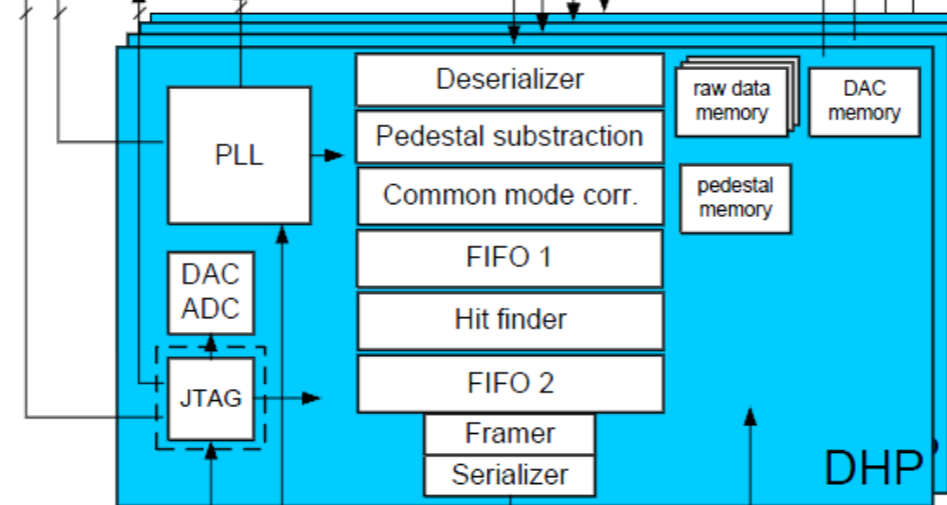 Deserializer
raw data
memory
DAC
memory
Pedestal substraction
PLL
Common mode corr.
pedestal
memory
FIFO 1
DAC
ADC
Hit finder
FIFO 2
JTAG
Framer
Serializer
DHP